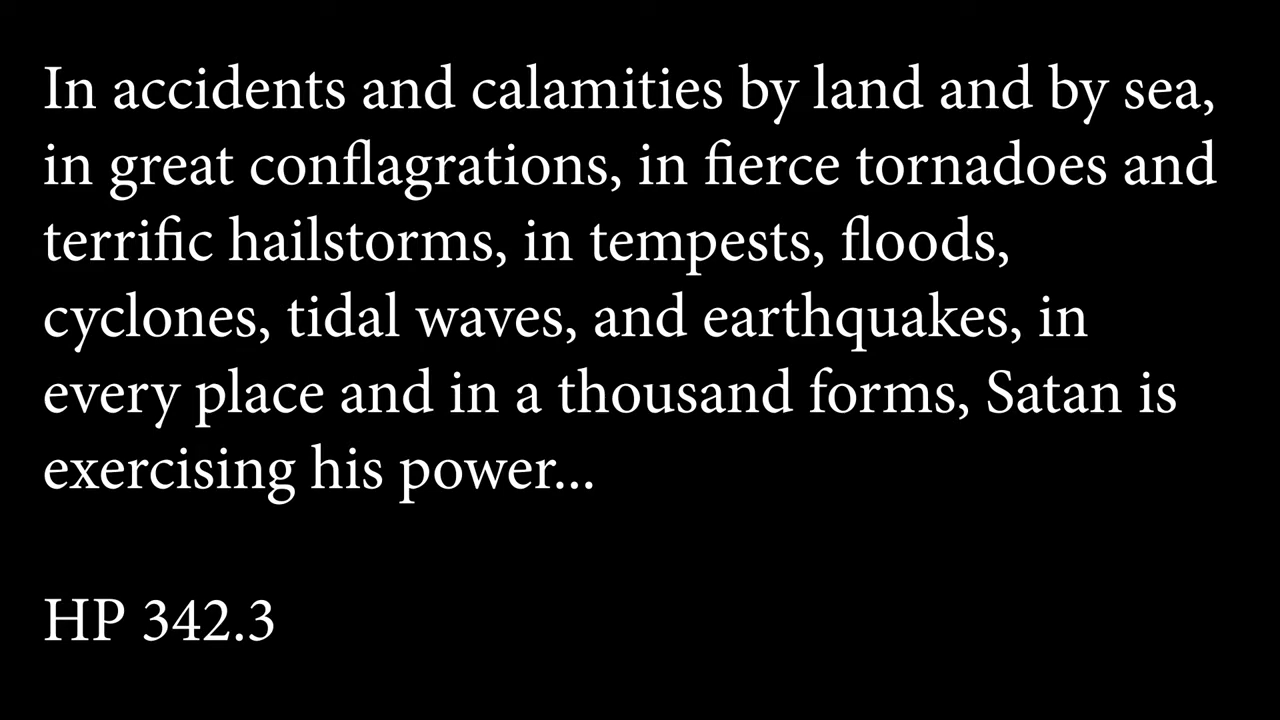 In accidents and calamities by land and by sea,
in great conflagrations, in fierce tornadoes and
terrific hailstorms, in tempests, floods,
cyclones, tidal waves, and earthquakes, in
every place and in a thousand forms, Satan is
exercising his power...
HP 342.3